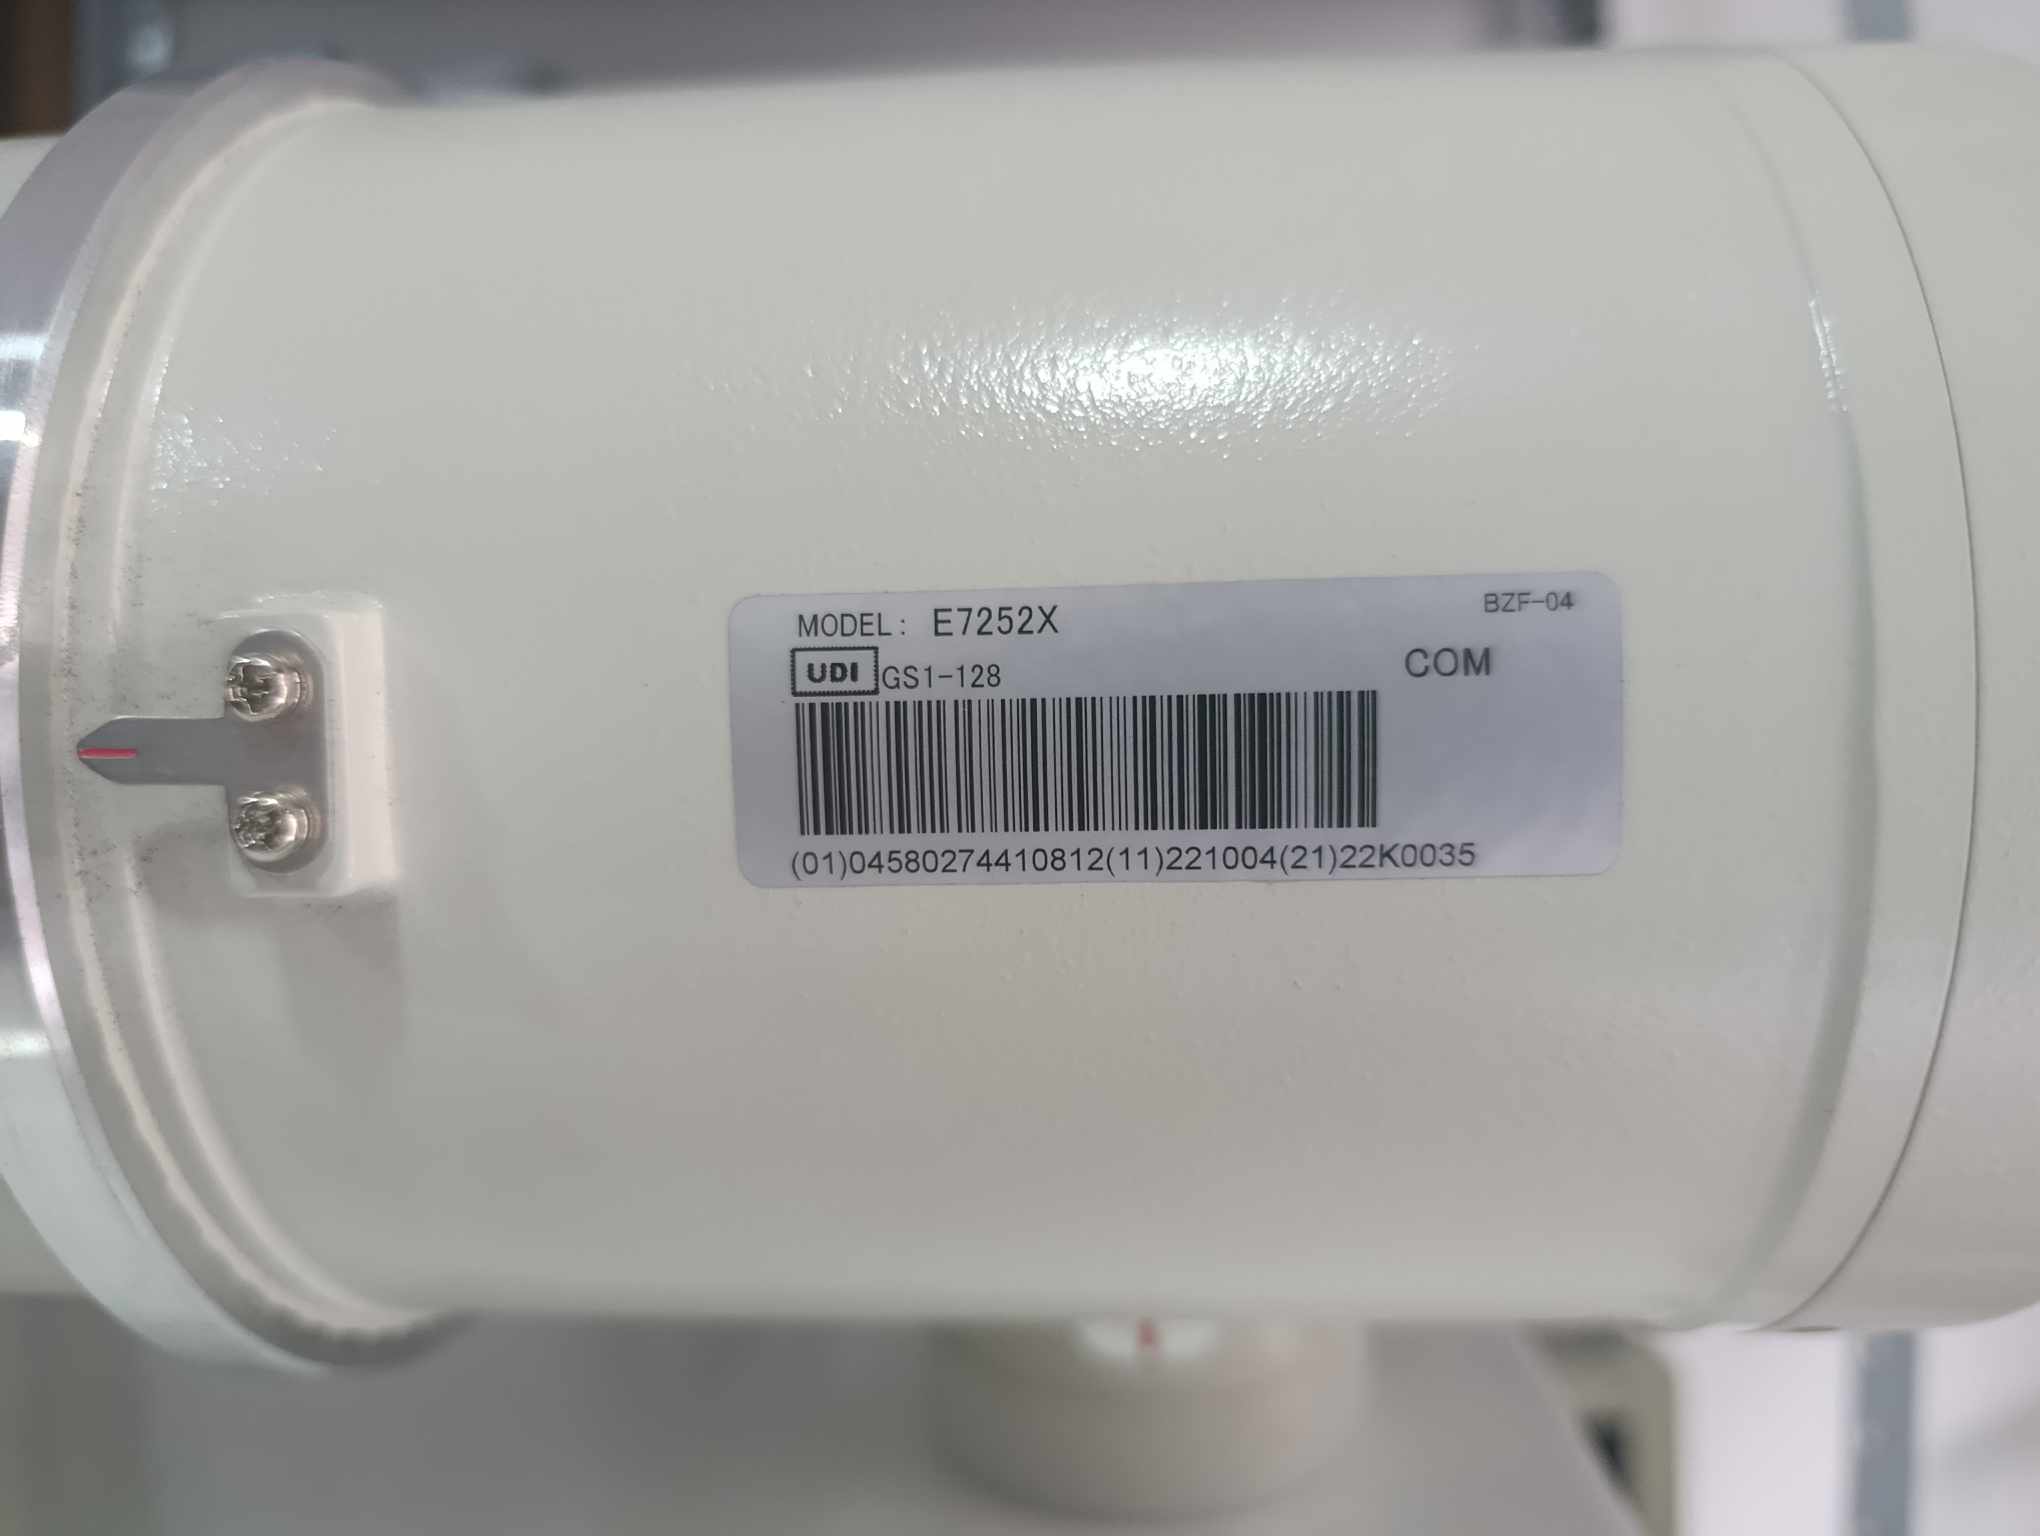 BZF-04
MODEL: E7252X
COM
UDI GS1-128
(01)04580274410812(11)221004(21)22K0035